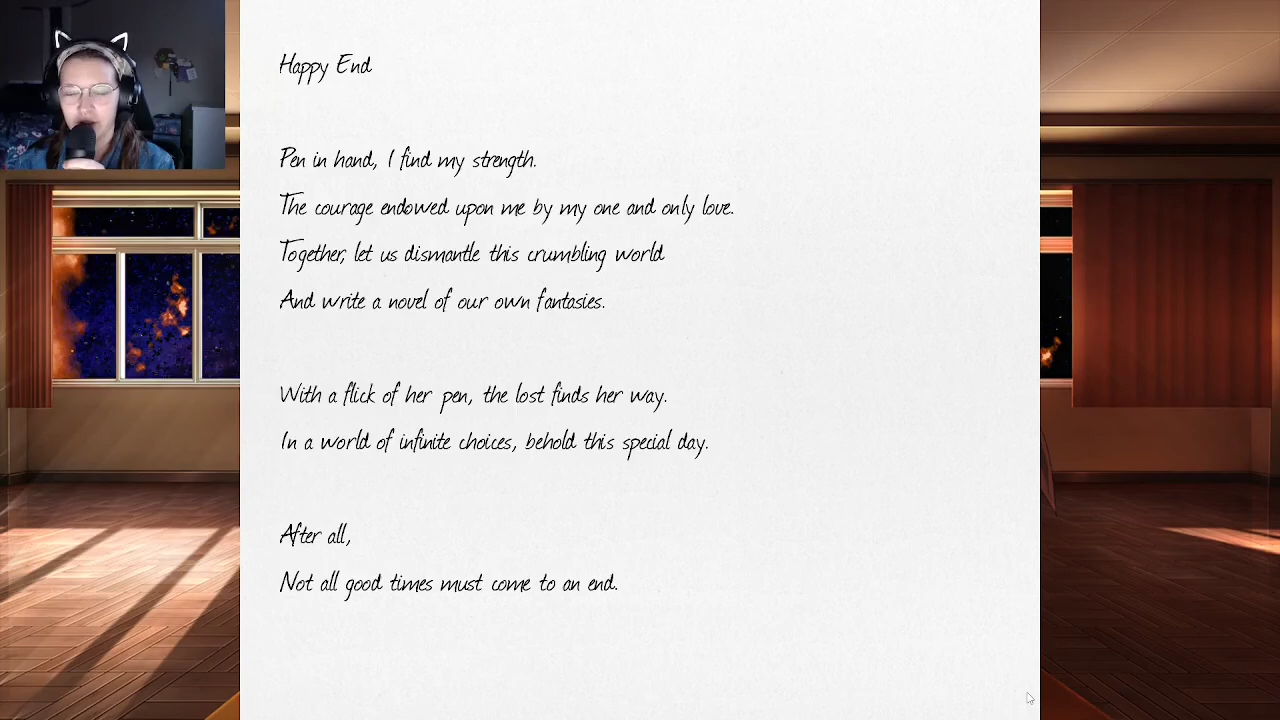 Happy End
Pen in hand, I find my strength.
The courage endowed upon me by my one and only love.
Together, let us dismantle this crumbling world
And write a novel of our own fantasies.
With a flick of her pen, the lost finds her way.
In a world of infinite choices, behold this special day.
After all,
Not all good times must come to an end.